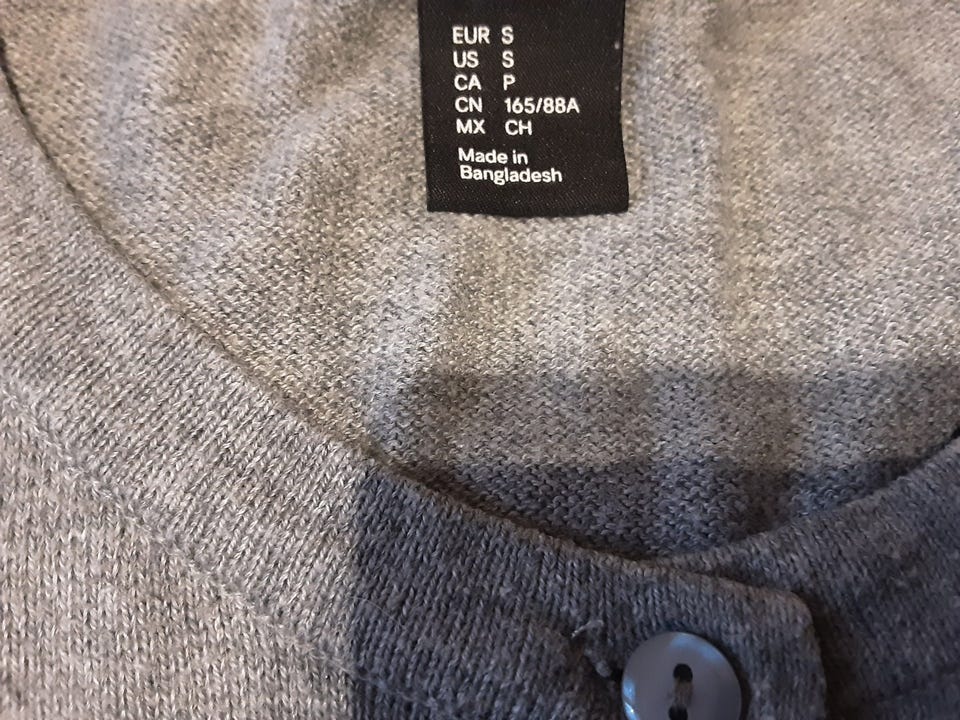 EUR S
US S
CA P
CN 165/88A
MX CH
Made in
Bangladesh